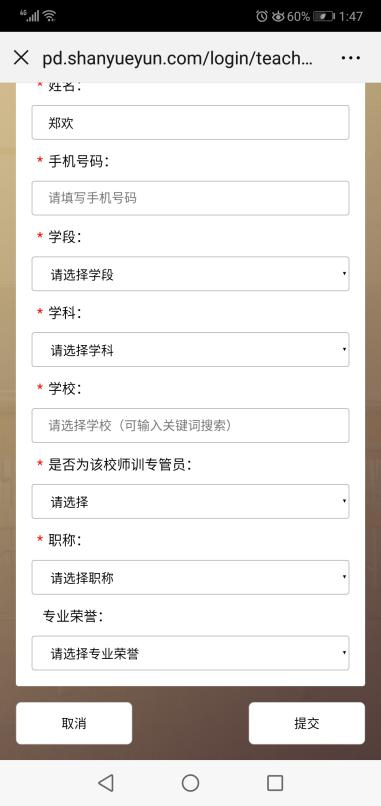 4G 60% 1:47
pd.shanyueyun.com/login/teach...
* 姓名：
郑欢
* 手机号码：
请填写手机号码
* 学段：
请选择学段
* 学科：
请选择学科
* 学校：
请选择学校（可输入关键词搜索）
* 是否为该校师训专管员：
请选择
* 职称：
请选择职称
专业荣誉：
请选择专业荣誉
取消 提交